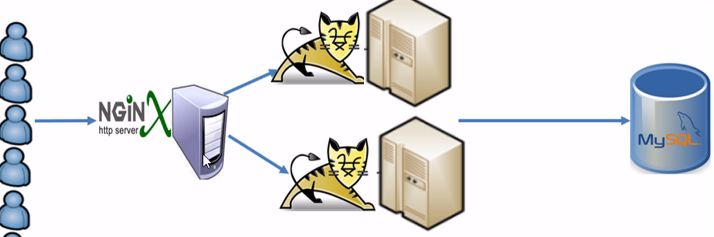 NGiNX
http server
MySQL